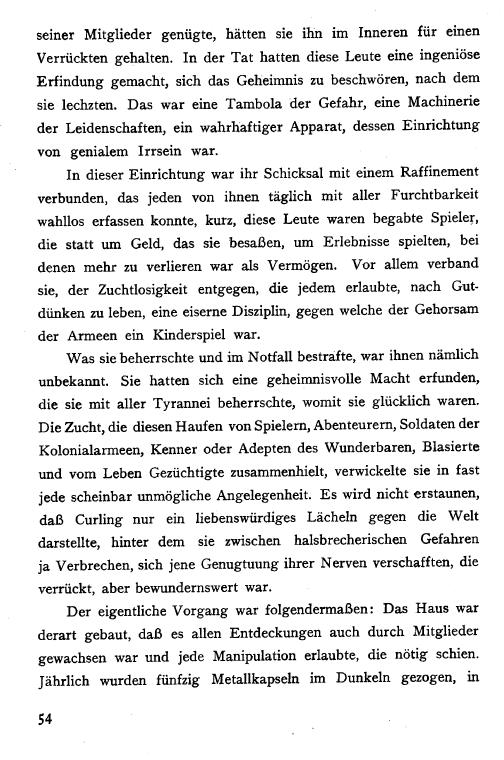 seiner Mitglieder genügte, hätten sie ihn im Inneren für einen
Verrückten gehalten. In der Tat hatten diese Leute eine ingeniöse
Erfindung gemacht, sich das Geheimnis zu beschwören, nach dem
sie lechzten. Das war eine Tambola der Gefahr, eine Machinerie
der Leidenschaften, ein wahrhaftiger Apparat, dessen Einrichtung
von genialem Irrsein war.
In dieser Einrichtung war ihr Schicksal mit einem Raffinement
verbunden, das jeden von ihnen täglich mit aller Furchtbarkeit
wahllos erfassen konnte, kurz, diese Leute waren begabte Spieler,
die statt um Geld, das sie besaßen, um Erlebnisse spielten, bei
denen mehr zu verlieren war als Vermögen. Vor allem verband
sie, der Zuchtlosigkeit entgegen, die jedem erlaubte, nach Gut-
dünken zu leben, eine eiserne Disziplin, gegen welche der Gehorsam
der Armeen ein Kinderspiel war.
Was sie beherrschte und im Notfall bestrafte, war ihnen nämlich
unbekannt. Sie hatten sich eine geheimnisvolle Macht erfunden,
die sie mit aller Tyrannei beherrschte, womit sie glücklich waren.
Die Zucht, die diesen Haufen von Spielern, Abenteurern, Soldaten der
Kolonialarmeen, Kenner oder Adepten des Wunderbaren, Blasierte
und vom Leben Gezüchtigte zusammenhielt, verwickelte sie in fast
jede scheinbar unmögliche Angelegenheit. Es wird nicht erstaunen,
daß Curling nur ein liebenswürdiges Lächeln gegen die Welt
darstellte, hinter dem sie zwischen halsbrecherischen Gefahren
ja Verbrechen, sich jene Genugtuung ihrer Nerven verschafften, die
verrückt, aber bewundernswert war.
Der eigentliche Vorgang war folgendermaßen: Das Haus war
derart gebaut, daß es allen Entdeckungen auch durch Mitglieder
gewachsen war und jede Manipulation erlaubte, die nötig schien.
Jährlich wurden fünfzig Metallkapseln im Dunkeln gezogen, in
54